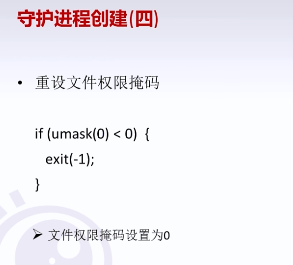 守护进程创建(四)
• 重设文件权限掩码
if (umask(0) < 0) {
exit(-1);
}
➢ 文件权限掩码设置为0